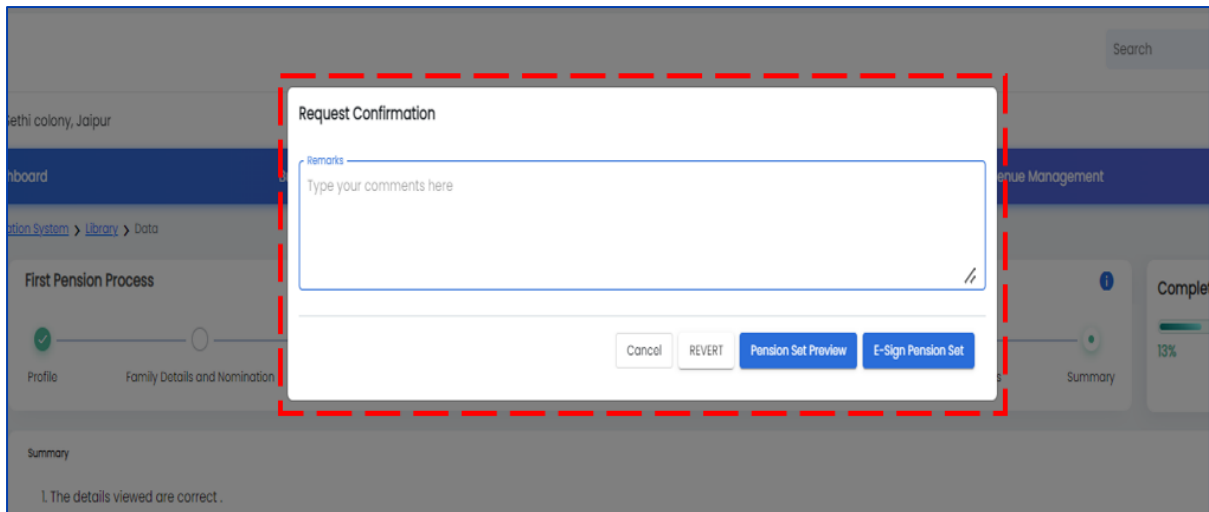 Search
Sethi colony, Jaipur
Request Confirmation
hboard
enue Management
Remarks
Type your comments here
ation System > Library > Data
First Pension Process
Complet
13%
Profile
Family Details and Nomination
s
Summary
Cancel
REVERT
Pension Set Preview
E-Sign Pension Set
Summary
1. The details viewed are correct .